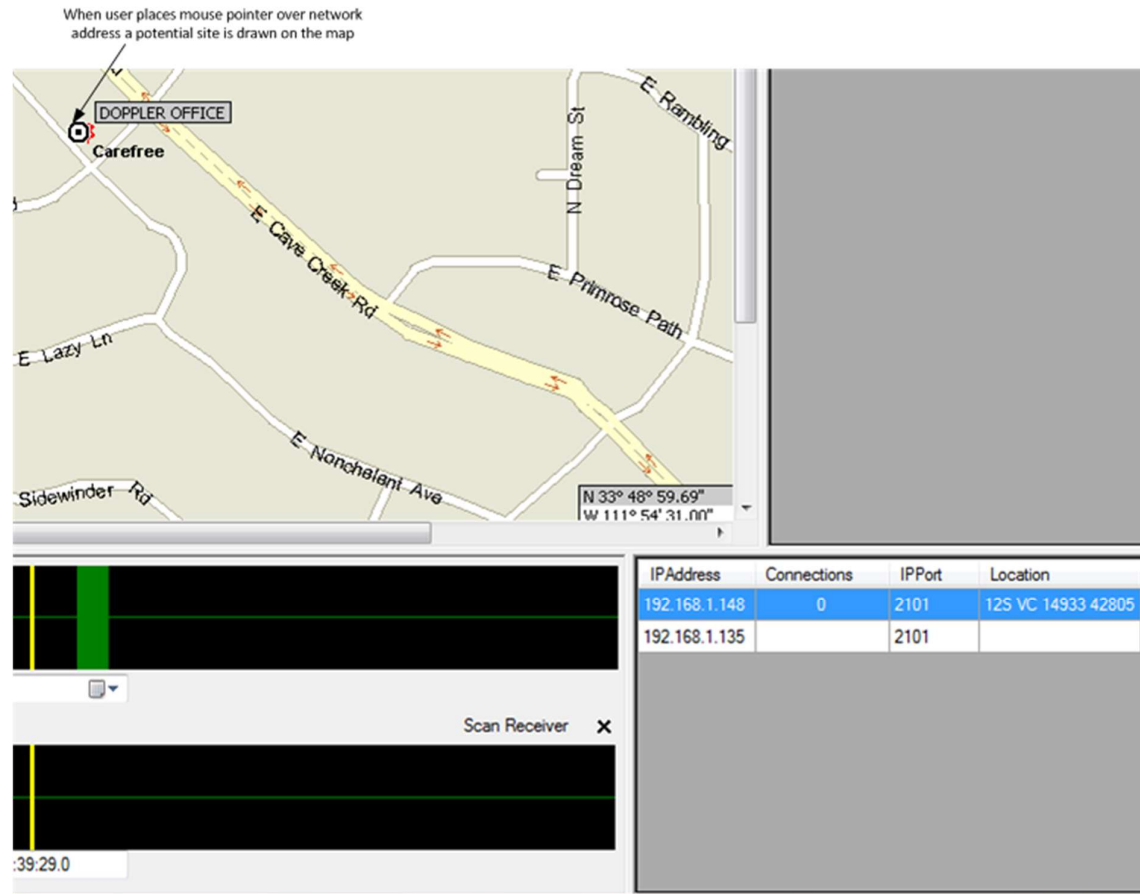 When user places mouse pointer over network
address a potential site is drawn on the map
DOPPLER OFFICE
Carefree
E Rambling
N Dream St
E Cave Creek Rd
E Primrose Path
E Lazy Ln
E Nonchalant Ave
Sidewinder Rd
N 33° 48° 59.69"
W 111° 54' 31.00"
IPAddress Connections IPPort Location
192.168.1.148 0 2101 12S VC 14933 42805
192.168.1.135 2101
Scan Receiver
:39:29.0